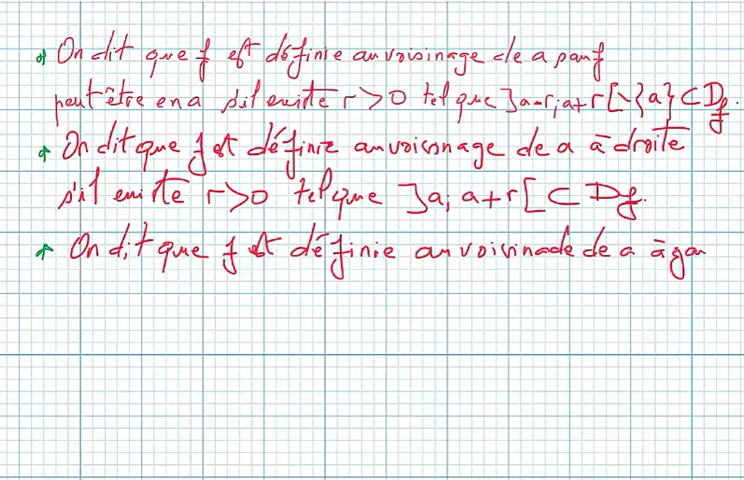 * On dit que f est définie au voisinage de a sauf
peut être en a s'il existe r>0 tel que ]a-r;a+r[\{a} ⊂ Df.
* On dit que f est définie au voisinage de a à droite
s'il existe r>0 tel que ]a; a+r[ ⊂ Df.
* On dit que f est définie au voisinade de a à gau